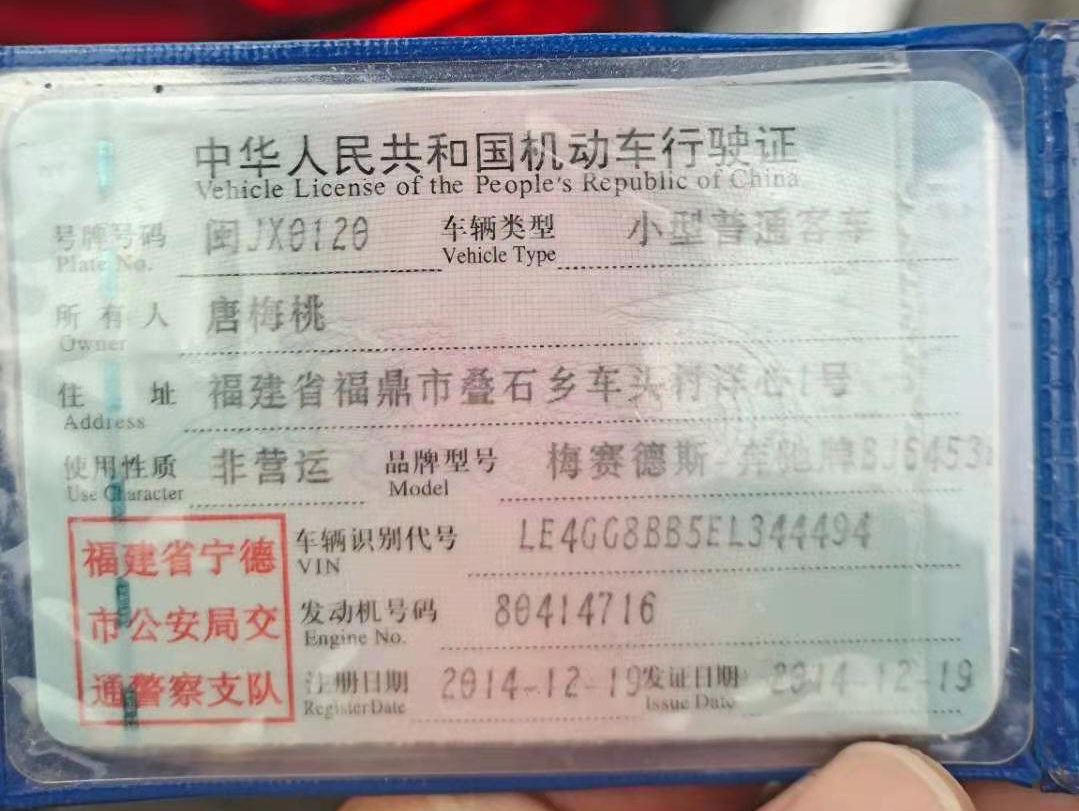 中华人民共和国机动车行驶证
Vehicle License of the People's Republic of China
号牌号码 闽JX0120 车辆类型 小型普通客车
Plate No. Vehicle Type
所有人 唐梅桃
Owner
住址 福建省福鼎市叠石乡车头村洋心1号
Address
使用性质 非营运 品牌型号 梅赛德斯-奔驰牌BJ6453
Use Character Model
福建省宁德 车辆识别代号 LE4GG8BB5EL344494
VIN
市公安局交 发动机号码 80414716
Engine No.
通警察支队 注册日期 2014-12-19 发证日期 2014-12-19
Register Date Issue Date